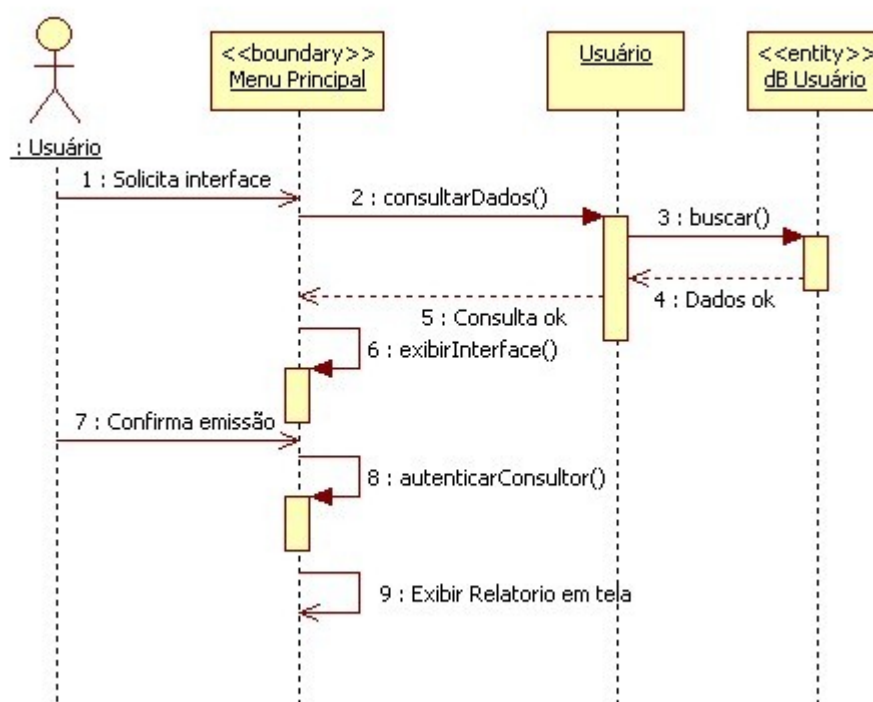 <<boundary>>
Menu Principal
Usuário
<<entity>>
dB Usuário
: Usuário
1 : Solicita interface
2 : consultarDados()
3 : buscar()
4 : Dados ok
5 : Consulta ok
6 : exibirInterface()
7 : Confirma emissão
8 : autenticarConsultor()
9 : Exibir Relatorio em tela